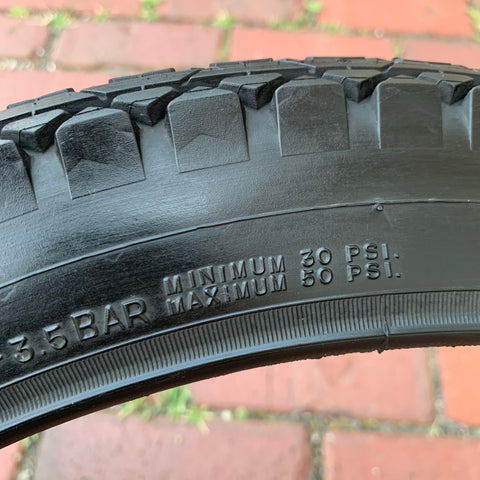 - 3.5 BAR
MINIMUM 30 PSI.
MAXIMUM 50 PSI.